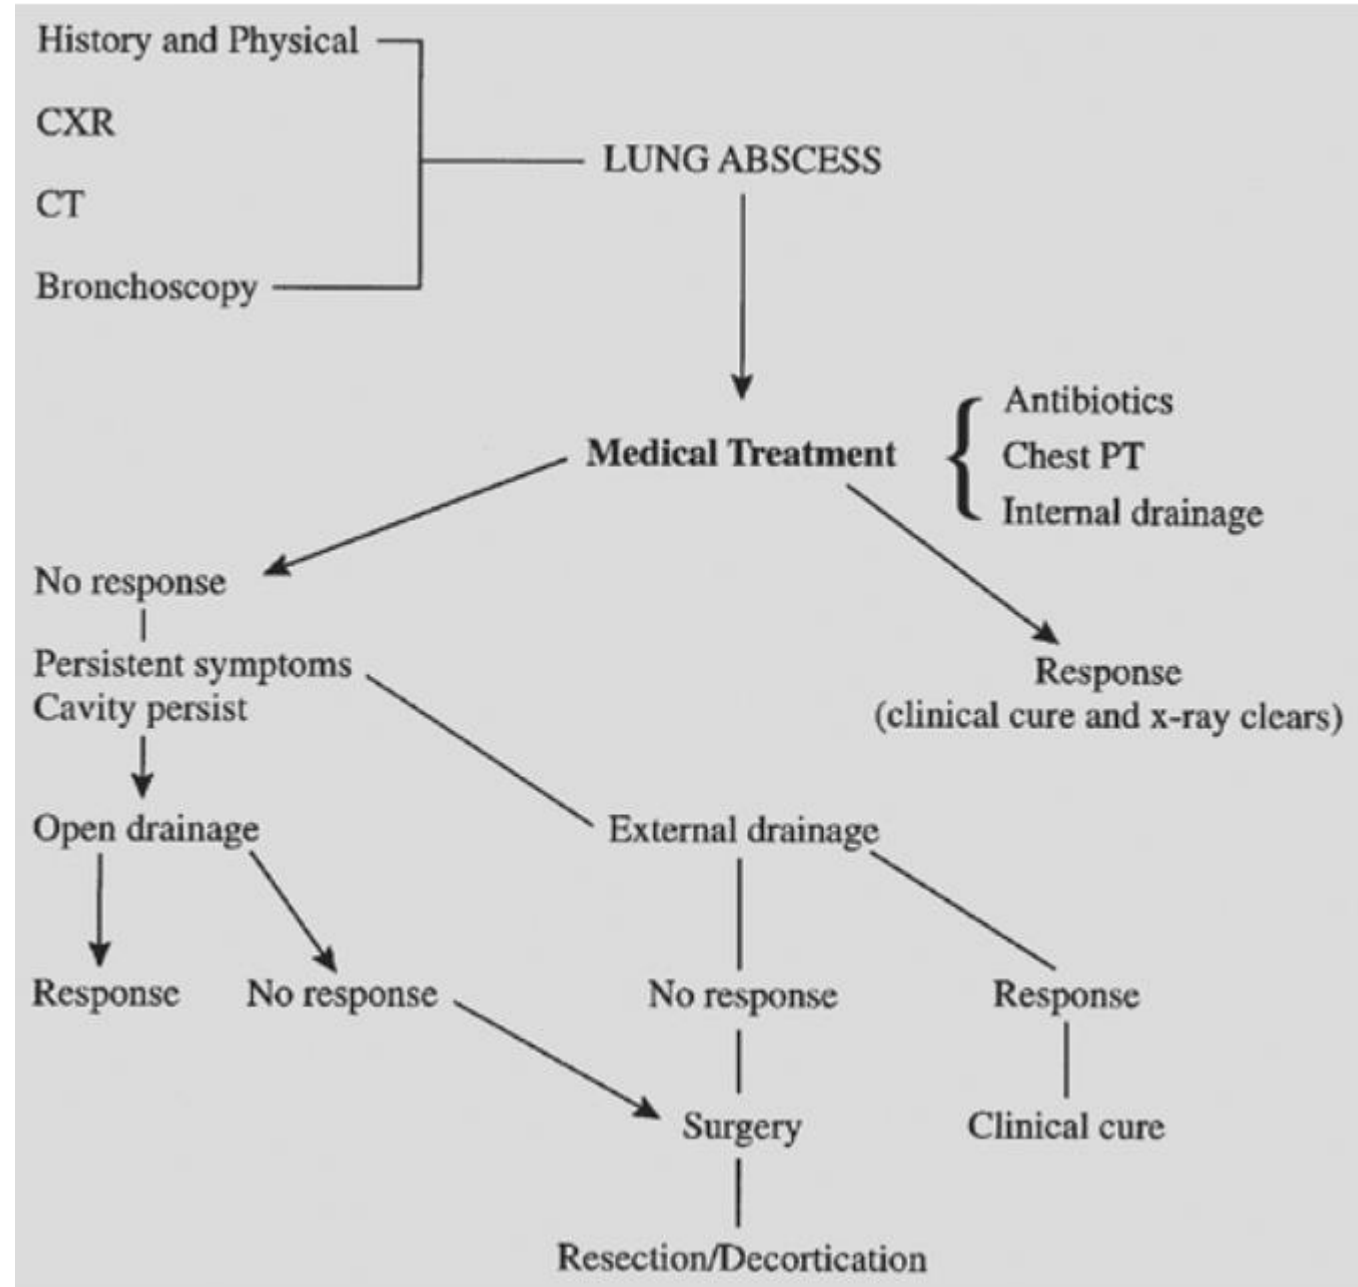 History and Physical
CXR
CT
Bronchoscopy
LUNG ABSCESS
Medical Treatment
Antibiotics
Chest PT
Internal drainage
No response
Persistent symptoms
Cavity persist
Response
(clinical cure and x-ray clears)
Open drainage
External drainage
Response
No response
No response
Response
Surgery
Clinical cure
Resection/Decortication